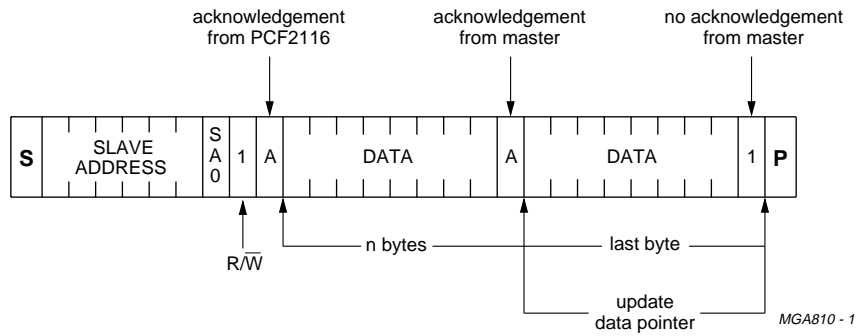 acknowledgement
from PCF2116
acknowledgement
from master
no acknowledgement
from master
S
SLAVE
ADDRESS
S
A
0
1
A
DATA
A
DATA
1
P
R/W̅
n bytes
last byte
update
data pointer
MGA810 - 1